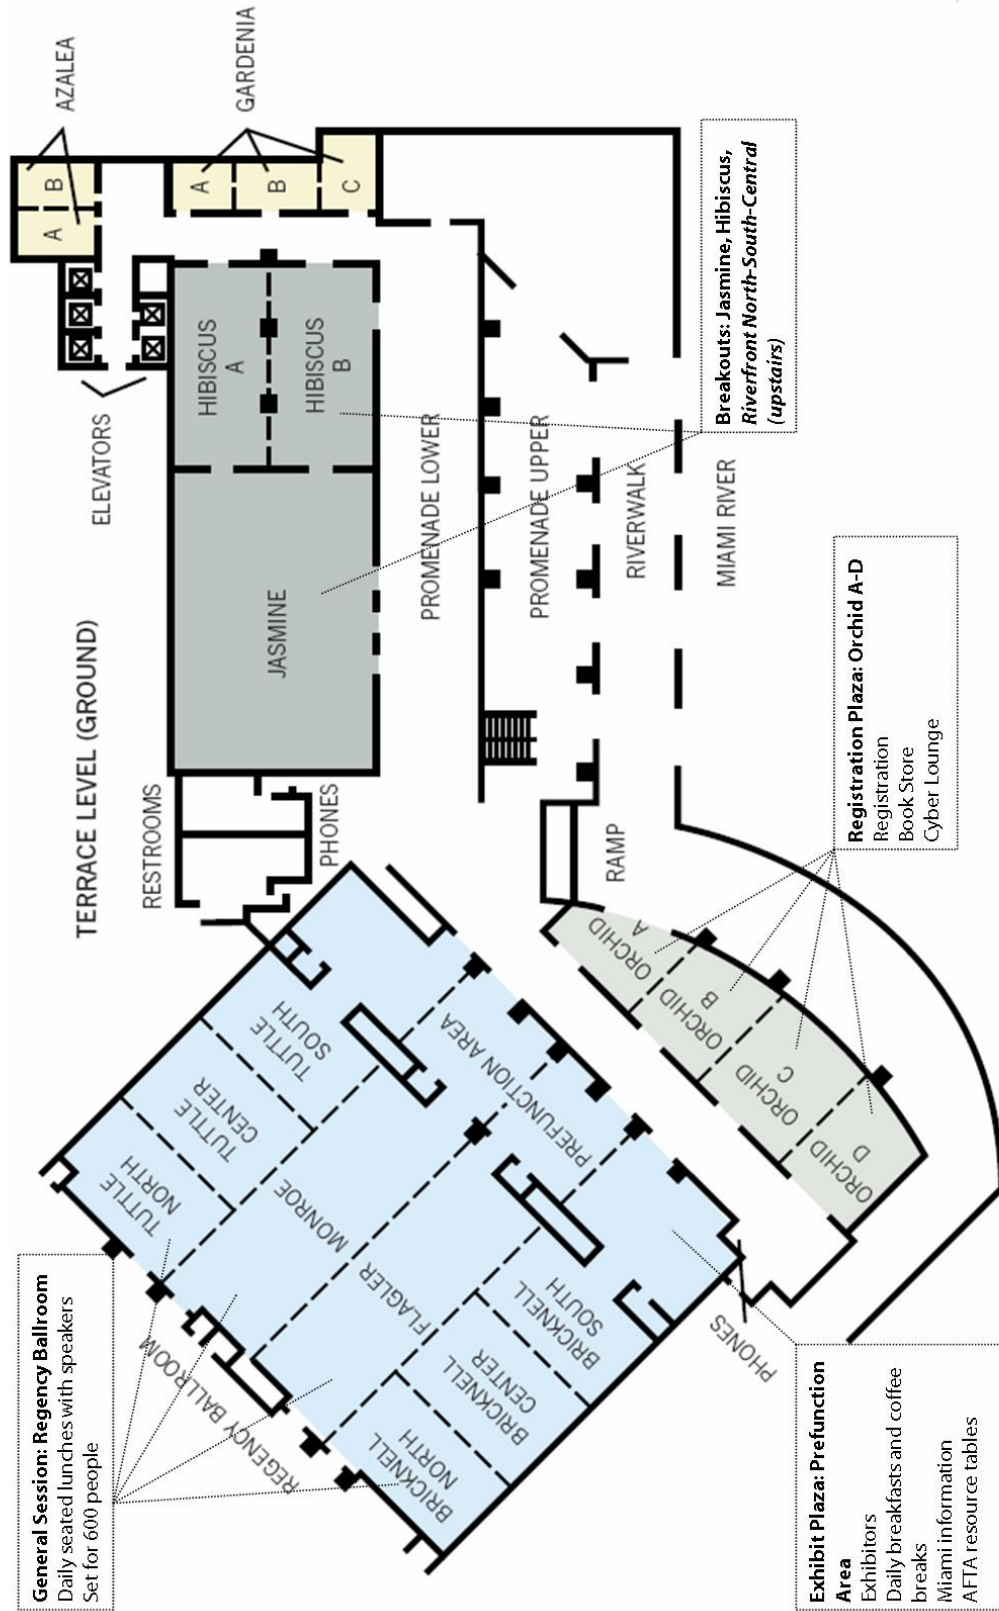 TERRACE LEVEL (GROUND)
General Session: Regency Ballroom
Daily seated lunches with speakers
Set for 600 people
RESTROOMS
PHONES
ELEVATORS
AZALEA
A
B
GARDENIA
A
B
C
HIBISCUS
A
HIBISCUS
B
JASMINE
TUTTLE
NORTH
TUTTLE
CENTER
TUTTLE
SOUTH
MONROE
FLAGLER
PREFUNCTION AREA
REGENCY BALLROOM
BRICKNELL
NORTH
BRICKNELL
CENTER
BRICKNELL
SOUTH
PHONES
PROMENADE LOWER
PROMENADE UPPER
RAMP
RIVERWALK
MIAMI RIVER
ORCHID
A
ORCHID
B
ORCHID
C
ORCHID
D
Exhibit Plaza: Prefunction
Area
Exhibitors
Daily breakfasts and coffee
breaks
Miami information
AFTA resource tables
Registration Plaza: Orchid A-D
Registration
Book Store
Cyber Lounge
Breakouts: Jasmine, Hibiscus,
Riverfront North-South-Central
(upstairs)